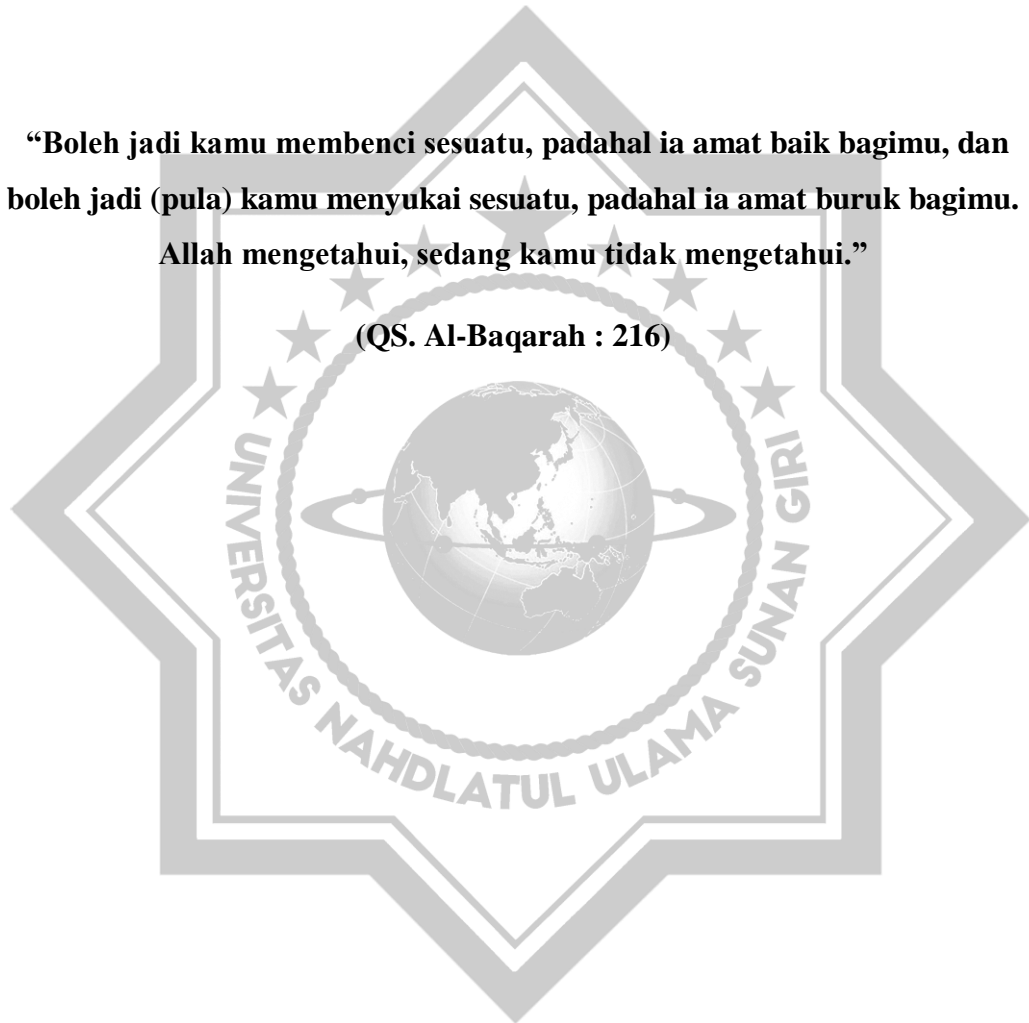 “Boleh jadi kamu membenci sesuatu, padahal ia amat baik bagimu, dan
boleh jadi (pula) kamu menyukai sesuatu, padahal ia amat buruk bagimu.
Allah mengetahui, sedang kamu tidak mengetahui.”
(QS. Al-Baqarah : 216)
UNIVERSITAS NAHDLATUL ULAMA SUNAN GIRI